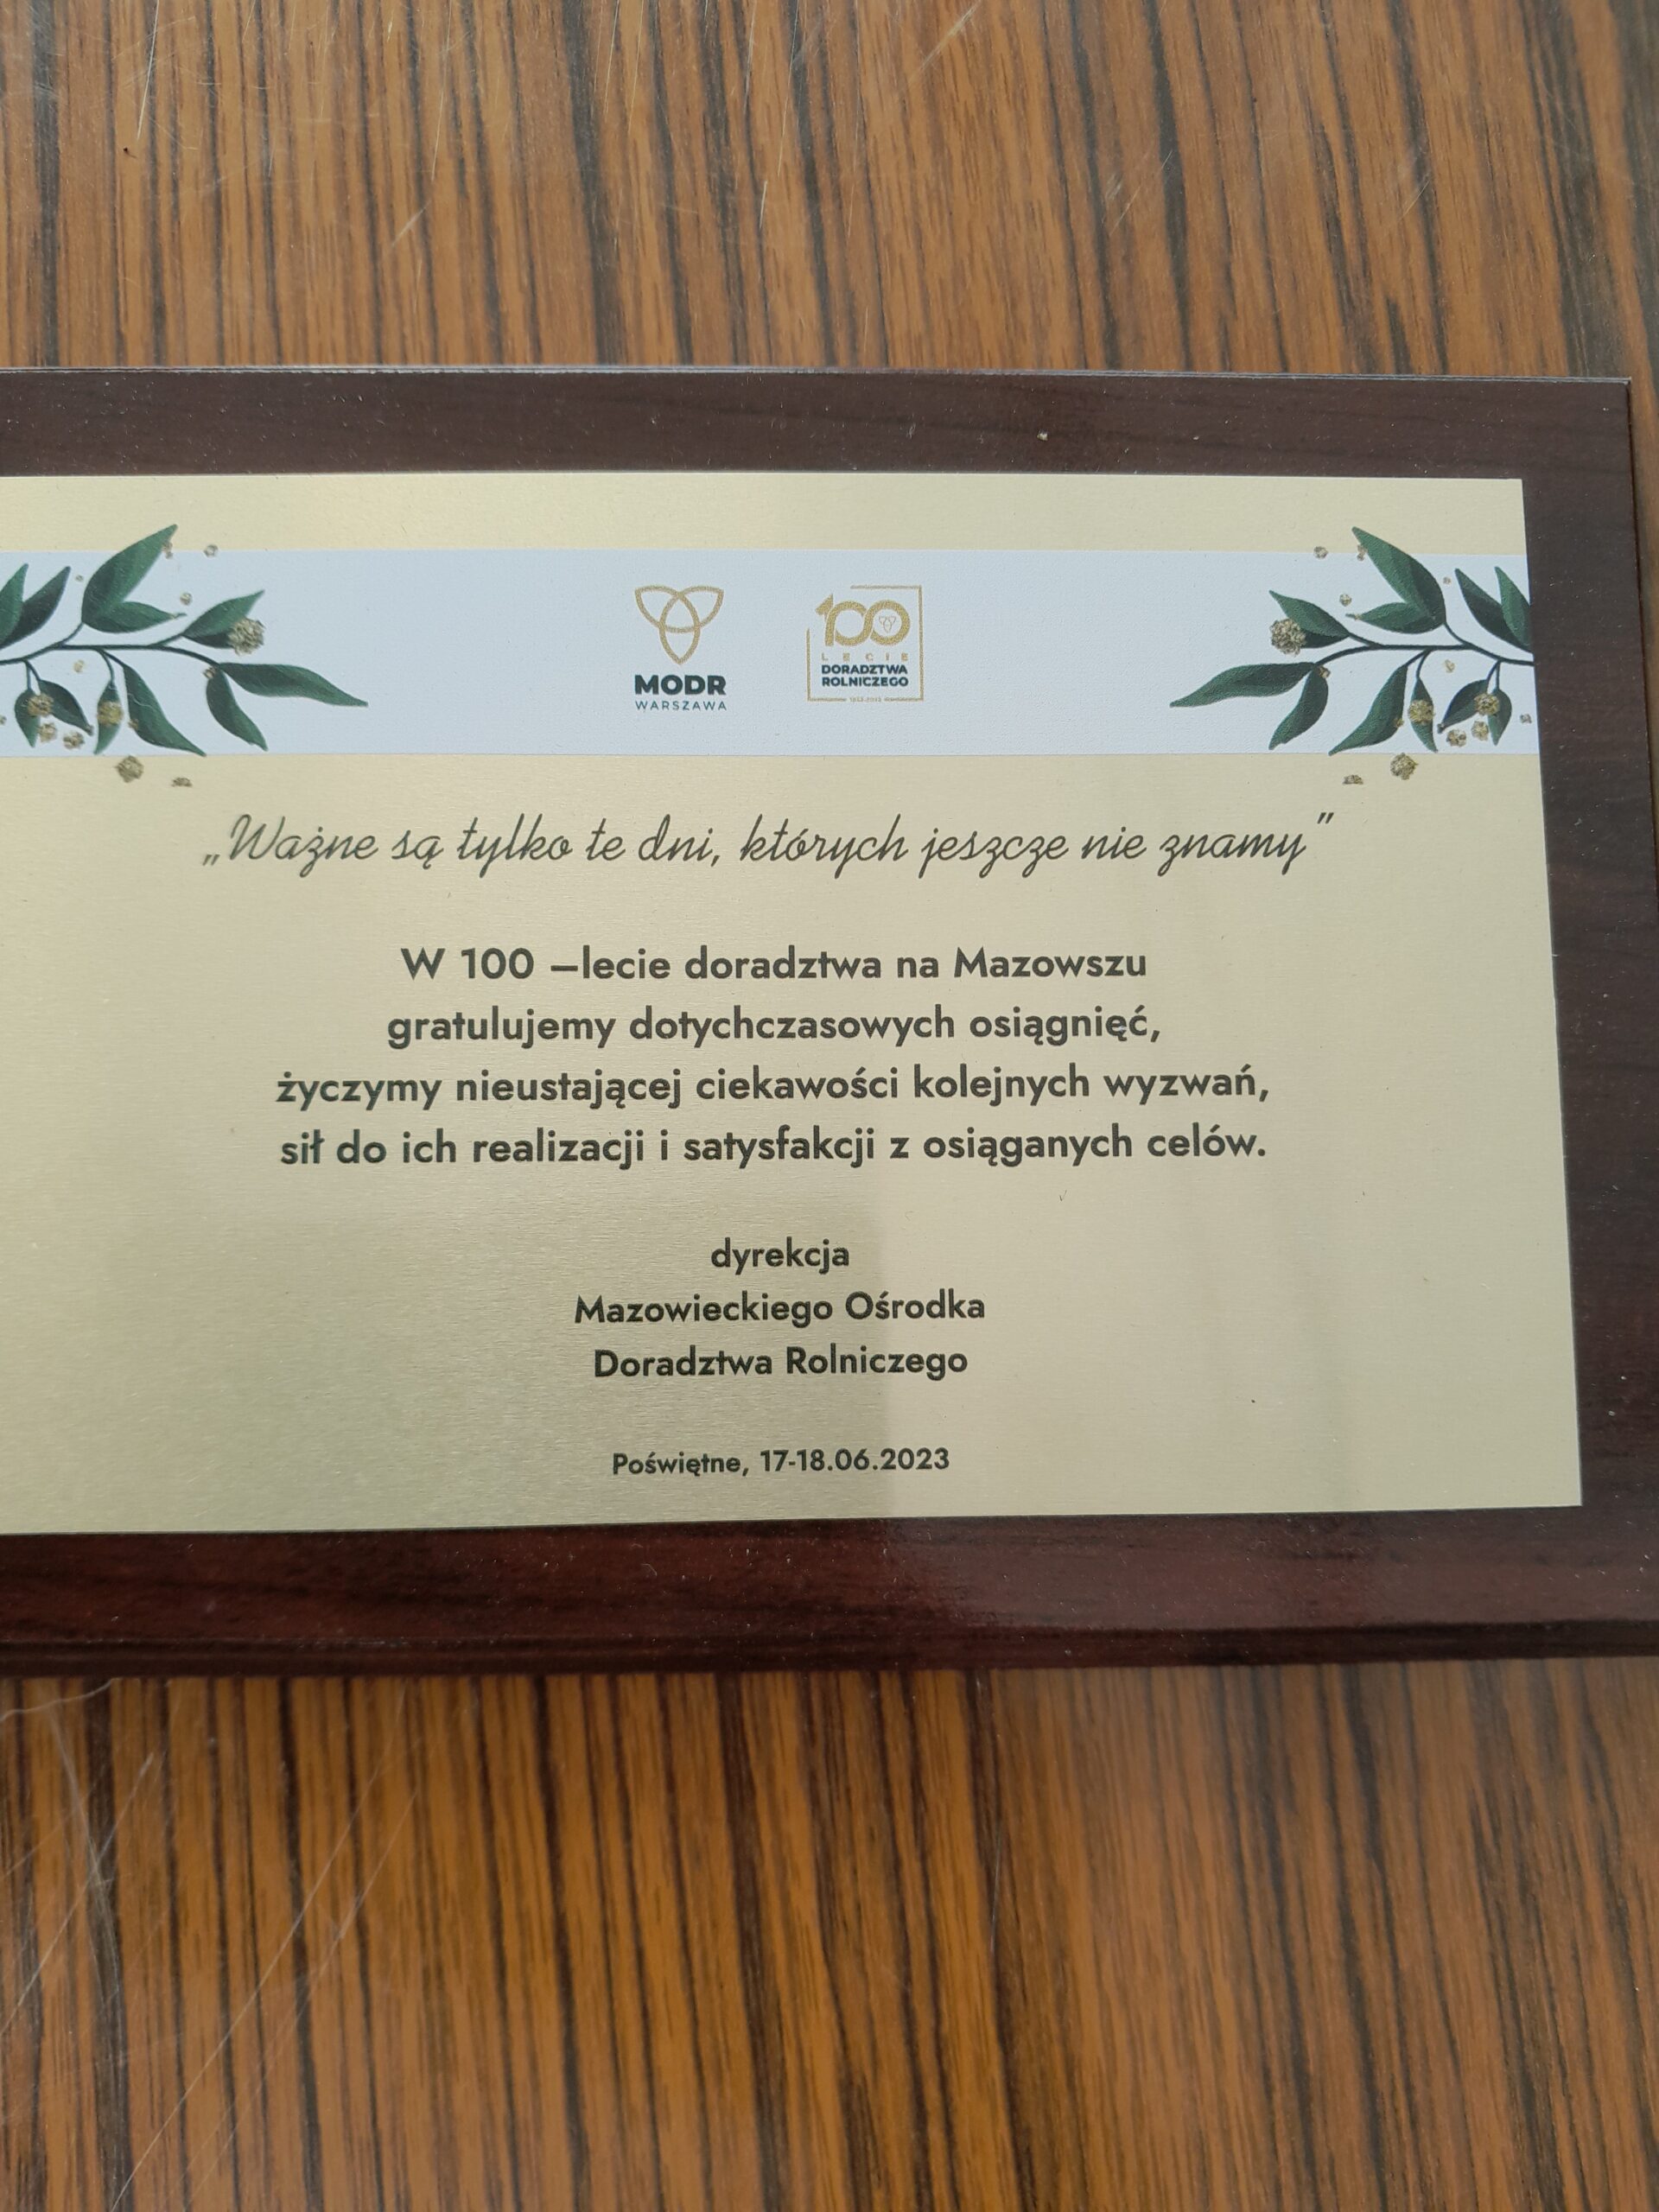 MODR
WARSZAWA
100
LECIE
DORADZTWA
ROLNICZEGO
„Ważne są tylko te dni, których jeszcze nie znamy”
W 100 –lecie doradztwa na Mazowszu
gratulujemy dotychczasowych osiągnięć,
życzymy nieustającej ciekawości kolejnych wyzwań,
sił do ich realizacji i satysfakcji z osiąganych celów.
dyrekcja
Mazowieckiego Ośrodka
Doradztwa Rolniczego
Poświętne, 17-18.06.2023